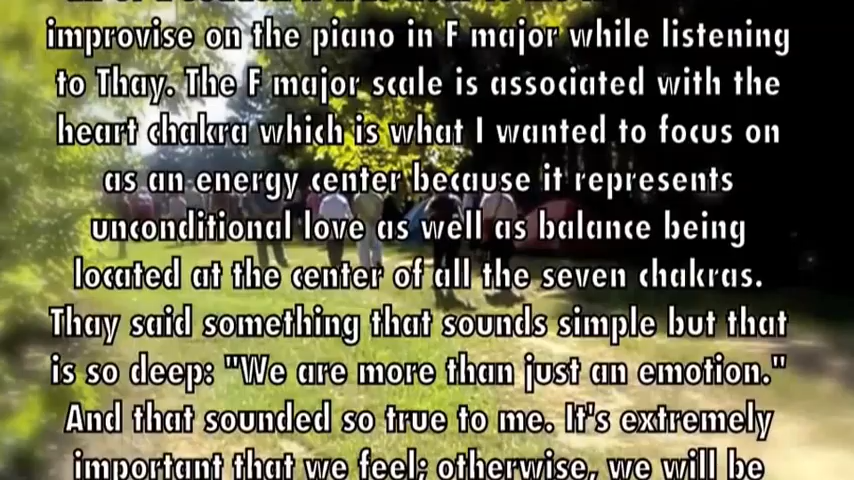 improvise on the piano in F major while listening
to Thay. The F major scale is associated with the
heart chakra which is what I wanted to focus on
as an energy center because it represents
unconditional love as well as balance being
located at the center of all the seven chakras.
Thay said something that sounds simple but that
is so deep: "We are more than just an emotion."
And that sounded so true to me. It's extremely
important that we feel; otherwise, we will be